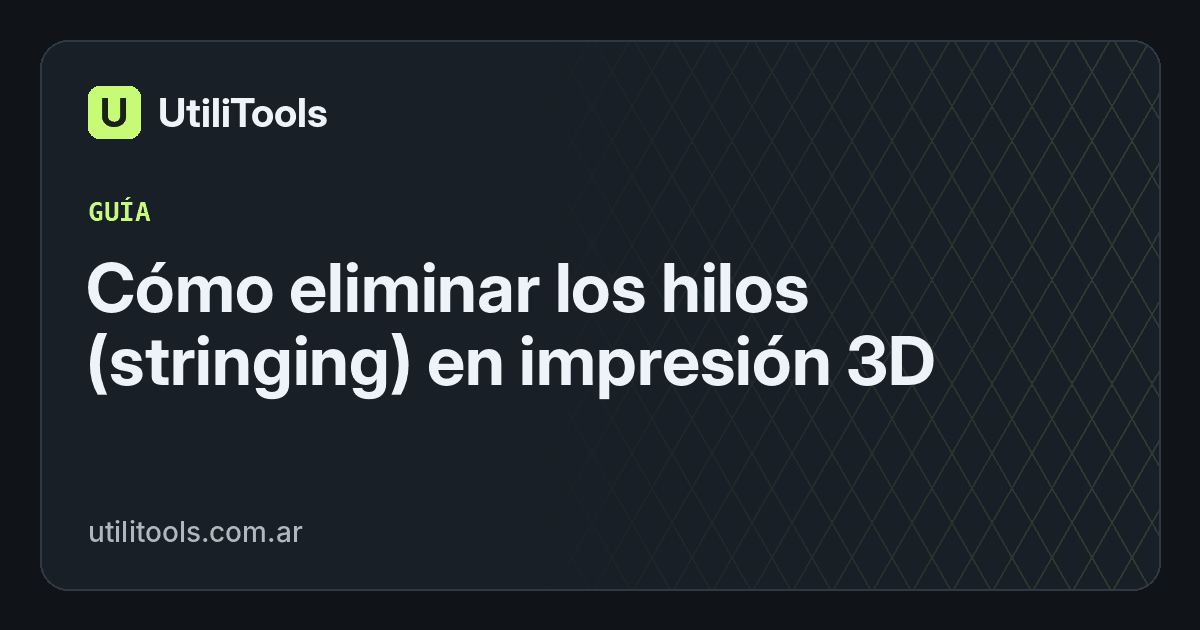 U UtiliTools
GUÍA
Cómo eliminar los hilos
(stringing) en impresión 3D
utilitools.com.ar